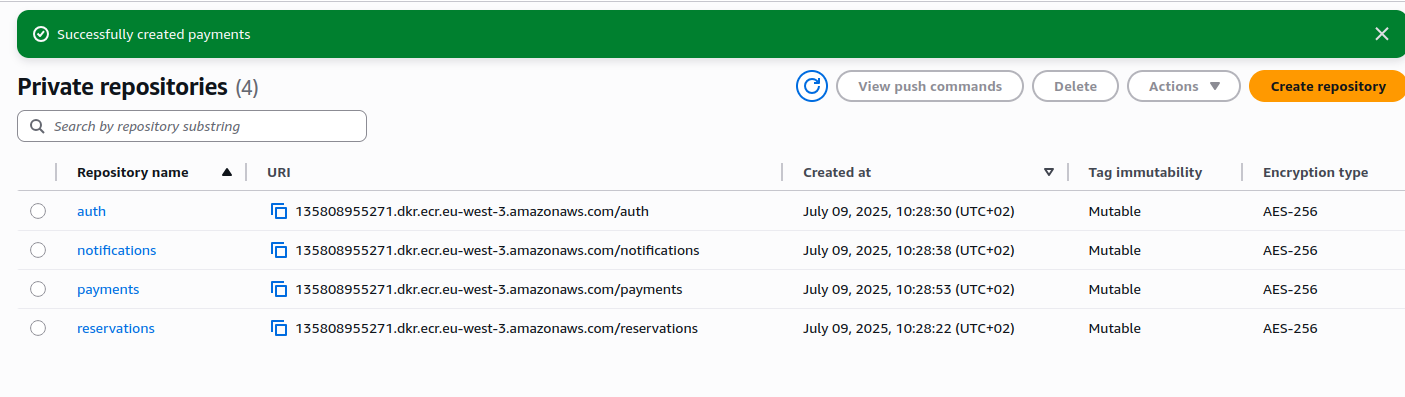 Successfully created payments
Private repositories (4) View push commands Delete Actions Create repository
Search by repository substring
Repository name URI Created at Tag immutability Encryption type
auth 135808955271.dkr.ecr.eu-west-3.amazonaws.com/auth July 09, 2025, 10:28:30 (UTC+02) Mutable AES-256
notifications 135808955271.dkr.ecr.eu-west-3.amazonaws.com/notifications July 09, 2025, 10:28:38 (UTC+02) Mutable AES-256
payments 135808955271.dkr.ecr.eu-west-3.amazonaws.com/payments July 09, 2025, 10:28:53 (UTC+02) Mutable AES-256
reservations 135808955271.dkr.ecr.eu-west-3.amazonaws.com/reservations July 09, 2025, 10:28:22 (UTC+02) Mutable AES-256